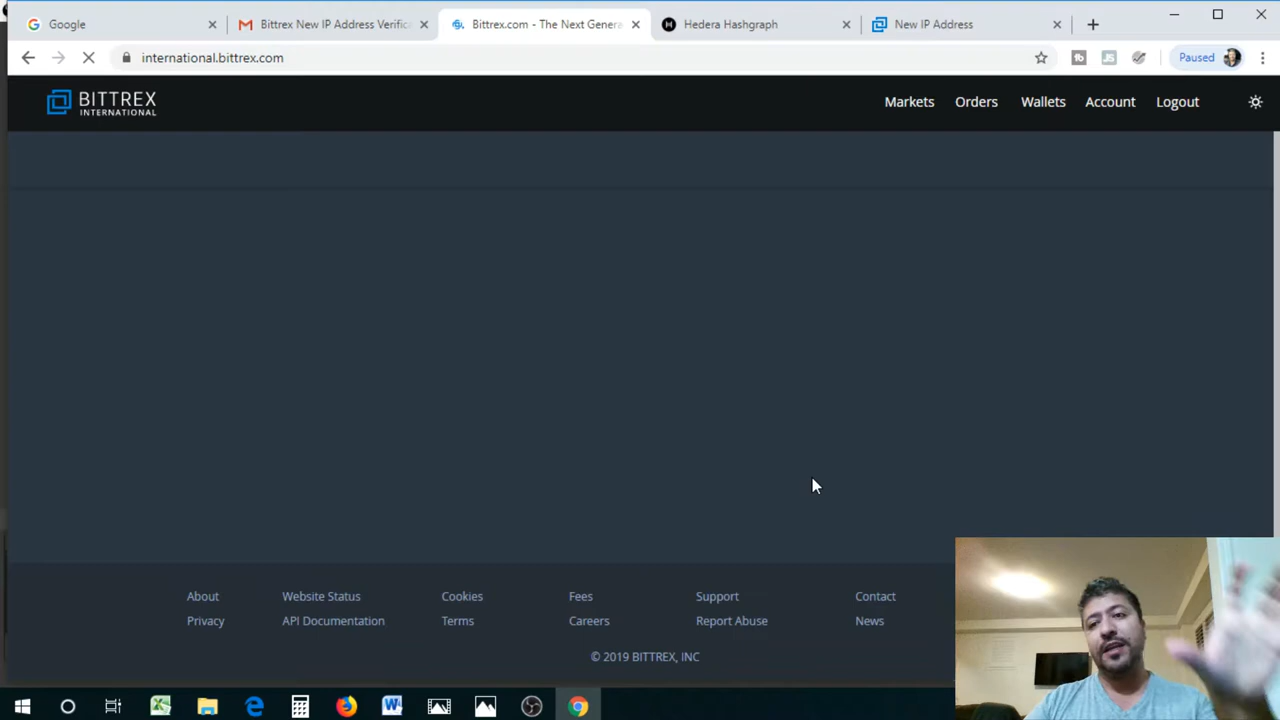 Google
Bittrex New IP Address Verific
Bittrex.com - The Next Genera
Hedera Hashgraph
New IP Address
international.bittrex.com
Paused
BITTREX
INTERNATIONAL
Markets
Orders
Wallets
Account
Logout
About
Website Status
Cookies
Fees
Support
Contact
Privacy
API Documentation
Terms
Careers
Report Abuse
News
© 2019 BITTREX, INC